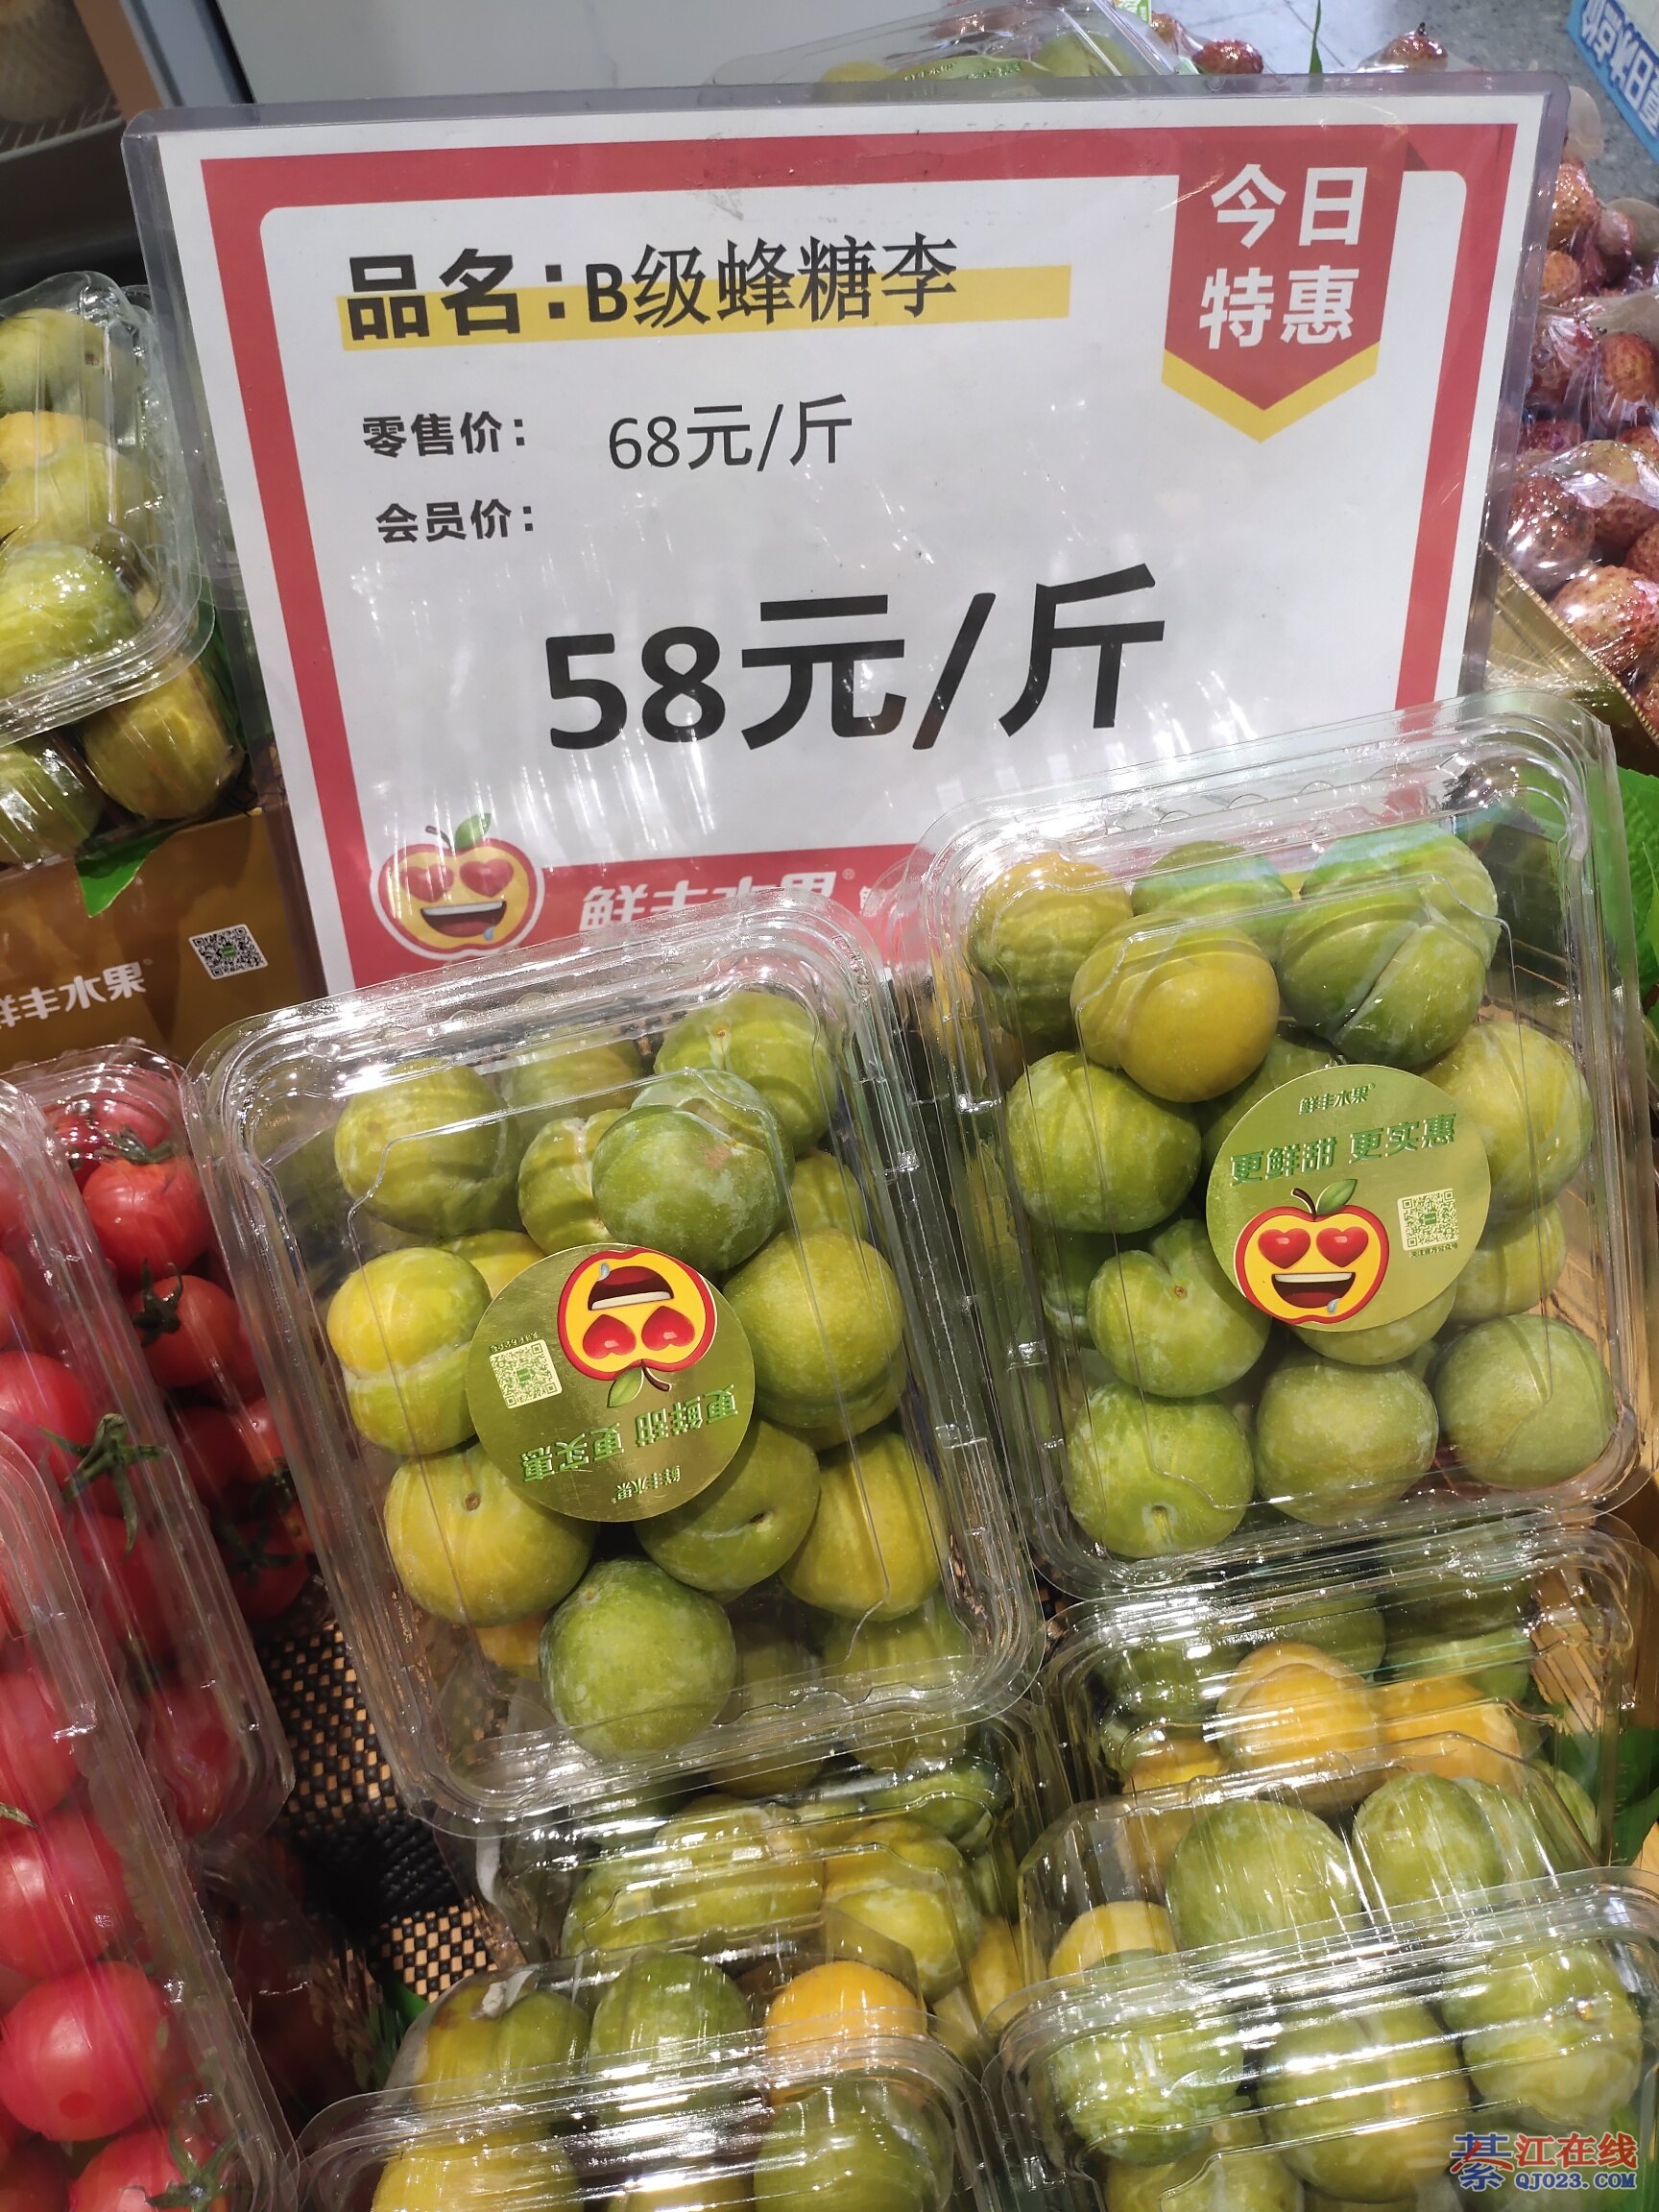 今日
特惠
品名：B级蜂糖李
零售价： 68元/斤
会员价：
58元/斤
鲜丰水果
鲜丰水果
鲜丰水果
更鲜甜 更实惠
更鲜甜 更实惠
鲜丰水果
綦江在线
QJ023.COM